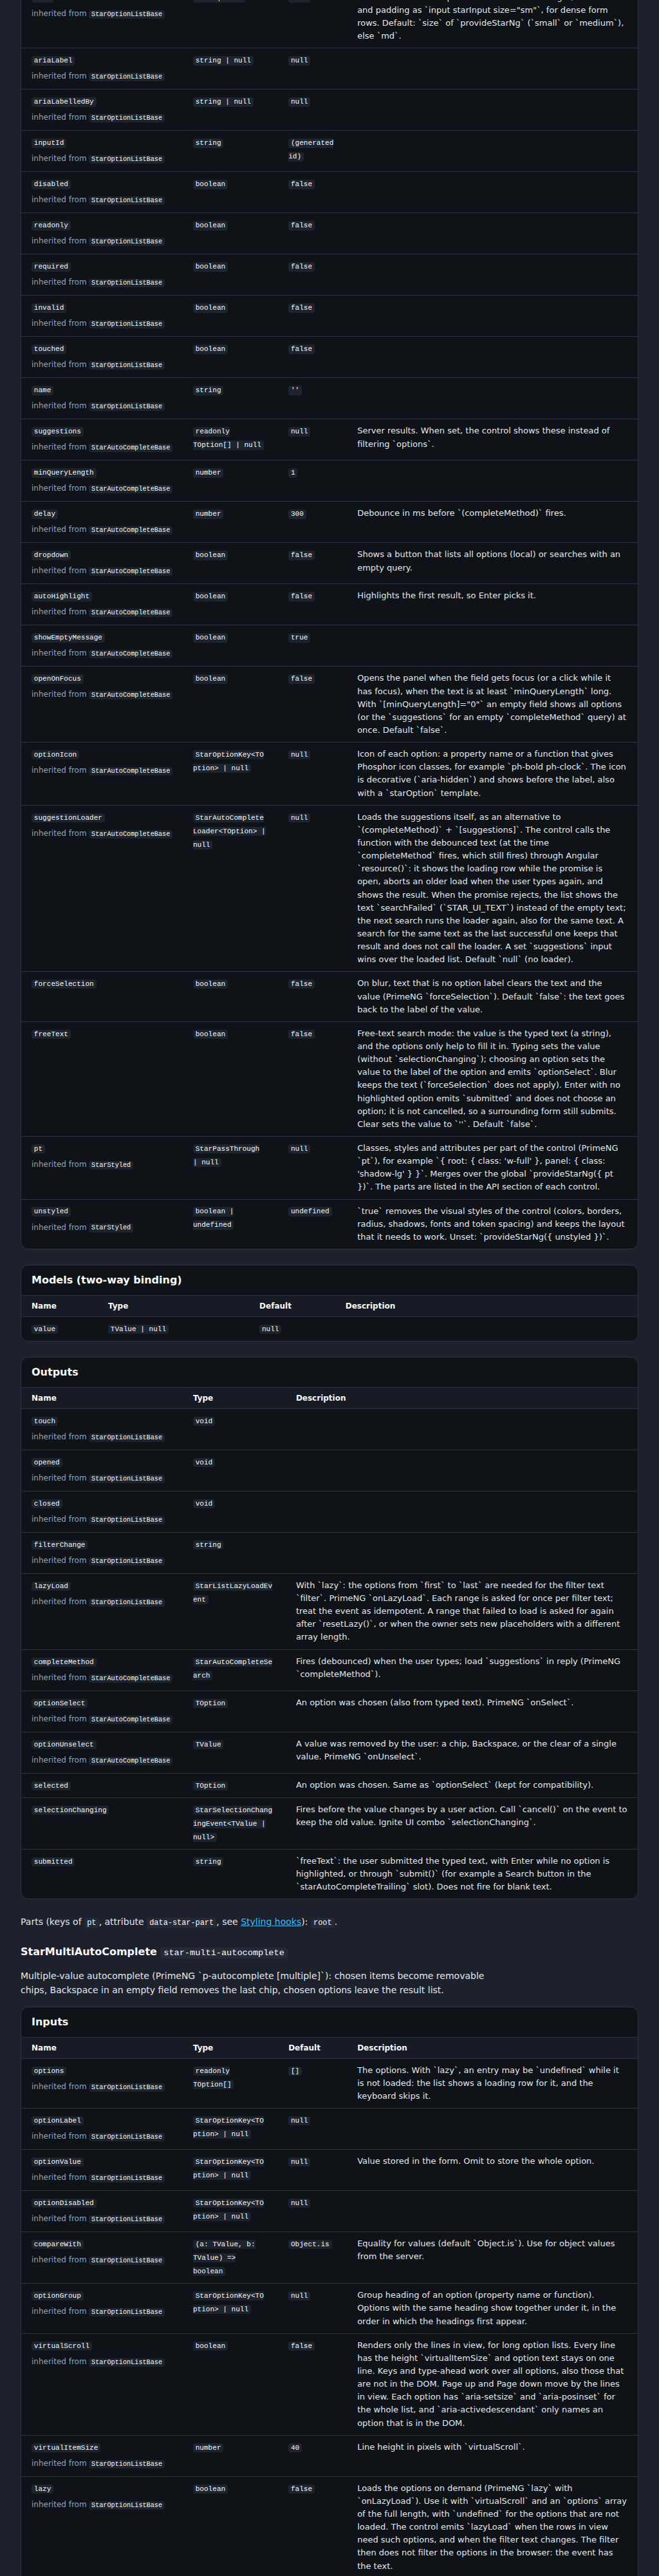 inherited from StarOptionListBase
and padding as `input starInput size="sm"`, for dense form
rows. Default: `size` of `provideStarNg` (`small` or `medium`),
else `md`.
ariaLabel string | null null
inherited from StarOptionListBase
ariaLabelledBy string | null null
inherited from StarOptionListBase
inputId string (generated
id)
inherited from StarOptionListBase
disabled boolean false
inherited from StarOptionListBase
readonly boolean false
inherited from StarOptionListBase
required boolean false
inherited from StarOptionListBase
invalid boolean false
inherited from StarOptionListBase
touched boolean false
inherited from StarOptionListBase
name string ''
inherited from StarOptionListBase
suggestions readonly null Server results. When set, the control shows these instead of
inherited from StarAutoCompleteBase TOption[] | null filtering `options`.
minQueryLength number 1
inherited from StarAutoCompleteBase
delay number 300 Debounce in ms before `(completeMethod)` fires.
inherited from StarAutoCompleteBase
dropdown boolean false Shows a button that lists all options (local) or searches with an
inherited from StarAutoCompleteBase empty query.
autoHighlight boolean false Highlights the first result, so Enter picks it.
inherited from StarAutoCompleteBase
showEmptyMessage boolean true
inherited from StarAutoCompleteBase
openOnFocus boolean false Opens the panel when the field gets focus (or a click while it
inherited from StarAutoCompleteBase has focus), when the text is at least `minQueryLength` long.
With `[minQueryLength]="0"` an empty field shows all options
(or the `suggestions` for an empty `completeMethod` query) at
once. Default `false`.
optionIcon StarOptionKey<TO null Icon of each option: a property name or a function that gives
inherited from StarAutoCompleteBase ption> | null Phosphor icon classes, for example `ph-bold ph-clock`. The icon
is decorative (`aria-hidden`) and shows before the label, also
with a `starOption` template.
suggestionLoader StarAutoComplete null Loads the suggestions itself, as an alternative to
inherited from StarAutoCompleteBase Loader<TOption> | `(completeMethod)` + `[suggestions]`. The control calls the
null function with the debounced text (at the time
`completeMethod` fires, which still fires) through Angular
`resource()`: it shows the loading row while the promise is
open, aborts an older load when the user types again, and
shows the result. When the promise rejects, the list shows the
text `searchFailed` (`STAR_UI_TEXT`) instead of the empty text;
the next search runs the loader again, also for the same text. A
search for the same text as the last successful one keeps that
result and does not call the loader. A set `suggestions` input
wins over the loaded list. Default `null` (no loader).
forceSelection boolean false On blur, text that is no option label clears the text and the
value (PrimeNG `forceSelection`). Default `false`: the text goes
back to the label of the value.
freeText boolean false Free-text search mode: the value is the typed text (a string),
and the options only help to fill it in. Typing sets the value
(without `selectionChanging`); choosing an option sets the
value to the label of the option and emits `optionSelect`. Blur
keeps the text (`forceSelection` does not apply). Enter with no
highlighted option emits `submitted` and does not choose an
option; it is not cancelled, so a surrounding form still submits.
Clear sets the value to `''`. Default `false`.
pt StarPassThrough null Classes, styles and attributes per part of the control (PrimeNG
inherited from StarStyled | null `pt`), for example `{ root: { class: 'w-full' }, panel: { class:
'shadow-lg' } }`. Merges over the global `provideStarNg({ pt
})`. The parts are listed in the API section of each control.
unstyled boolean | undefined `true` removes the visual styles of the control (colors, borders,
inherited from StarStyled undefined radius, shadows, fonts and token spacing) and keeps the layout
that it needs to work. Unset: `provideStarNg({ unstyled })`.
Models (two-way binding)
Name Type Default Description
value TValue | null null
Outputs
Name Type Description
touch void
inherited from StarOptionListBase
opened void
inherited from StarOptionListBase
closed void
inherited from StarOptionListBase
filterChange string
inherited from StarOptionListBase
lazyLoad StarListLazyLoadEv With `lazy`: the options from `first` to `last` are needed for the filter text
inherited from StarOptionListBase ent `filter`. PrimeNG `onLazyLoad`. Each range is asked for once per filter text;
treat the event as idempotent. A range that failed to load is asked for again
after `resetLazy()`, or when the owner sets new placeholders with a different
array length.
completeMethod StarAutoCompleteSe Fires (debounced) when the user types; load `suggestions` in reply (PrimeNG
inherited from StarAutoCompleteBase arch `completeMethod`).
optionSelect TOption An option was chosen (also from typed text). PrimeNG `onSelect`.
inherited from StarAutoCompleteBase
optionUnselect TValue A value was removed by the user: a chip, Backspace, or the clear of a single
inherited from StarAutoCompleteBase value. PrimeNG `onUnselect`.
selected TOption An option was chosen. Same as `optionSelect` (kept for compatibility).
selectionChanging StarSelectionChang Fires before the value changes by a user action. Call `cancel()` on the event to
ingEvent<TValue | keep the old value. Ignite UI combo `selectionChanging`.
null>
submitted string `freeText`: the user submitted the typed text, with Enter while no option is
highlighted, or through `submit()` (for example a Search button in the
`starAutoCompleteTrailing` slot). Does not fire for blank text.
Parts (keys of pt, attribute data-star-part, see Styling hooks): root.
StarMultiAutoComplete star-multi-autocomplete
Multiple-value autocomplete (PrimeNG `p-autocomplete [multiple]`): chosen items become removable
chips, Backspace in an empty field removes the last chip, chosen options leave the result list.
Inputs
Name Type Default Description
options readonly [] The options. With `lazy`, an entry may be `undefined` while it
inherited from StarOptionListBase TOption[] is not loaded: the list shows a loading row for it, and the
keyboard skips it.
optionLabel StarOptionKey<TO null
inherited from StarOptionListBase ption> | null
optionValue StarOptionKey<TO null Value stored in the form. Omit to store the whole option.
inherited from StarOptionListBase ption> | null
optionDisabled StarOptionKey<TO null
inherited from StarOptionListBase ption> | null
compareWith (a: TValue, b: Object.is Equality for values (default `Object.is`). Use for object values
inherited from StarOptionListBase TValue) => from the server.
boolean
optionGroup StarOptionKey<TO null Group heading of an option (property name or function).
inherited from StarOptionListBase ption> | null Options with the same heading show together under it, in the
order in which the headings first appear.
virtualScroll boolean false Renders only the lines in view, for long option lists. Every line
inherited from StarOptionListBase has the height `virtualItemSize` and option text stays on one
line. Keys and type-ahead work over all options, also those that
are not in the DOM. Page up and Page down move by the lines
in view. Each option has `aria-setsize` and `aria-posinset` for
the whole list, and `aria-activedescendant` only names an
option that is in the DOM.
virtualItemSize number 40 Line height in pixels with `virtualScroll`.
inherited from StarOptionListBase
lazy boolean false Loads the options on demand (PrimeNG `lazy` with
inherited from StarOptionListBase `onLazyLoad`). Use it with `virtualScroll` and an `options` array
of the full length, with `undefined` for the options that are not
loaded. The control emits `lazyLoad` when the rows in view
need such options, and when the filter text changes. The filter
then does not filter the options in the browser: the event has
the text.